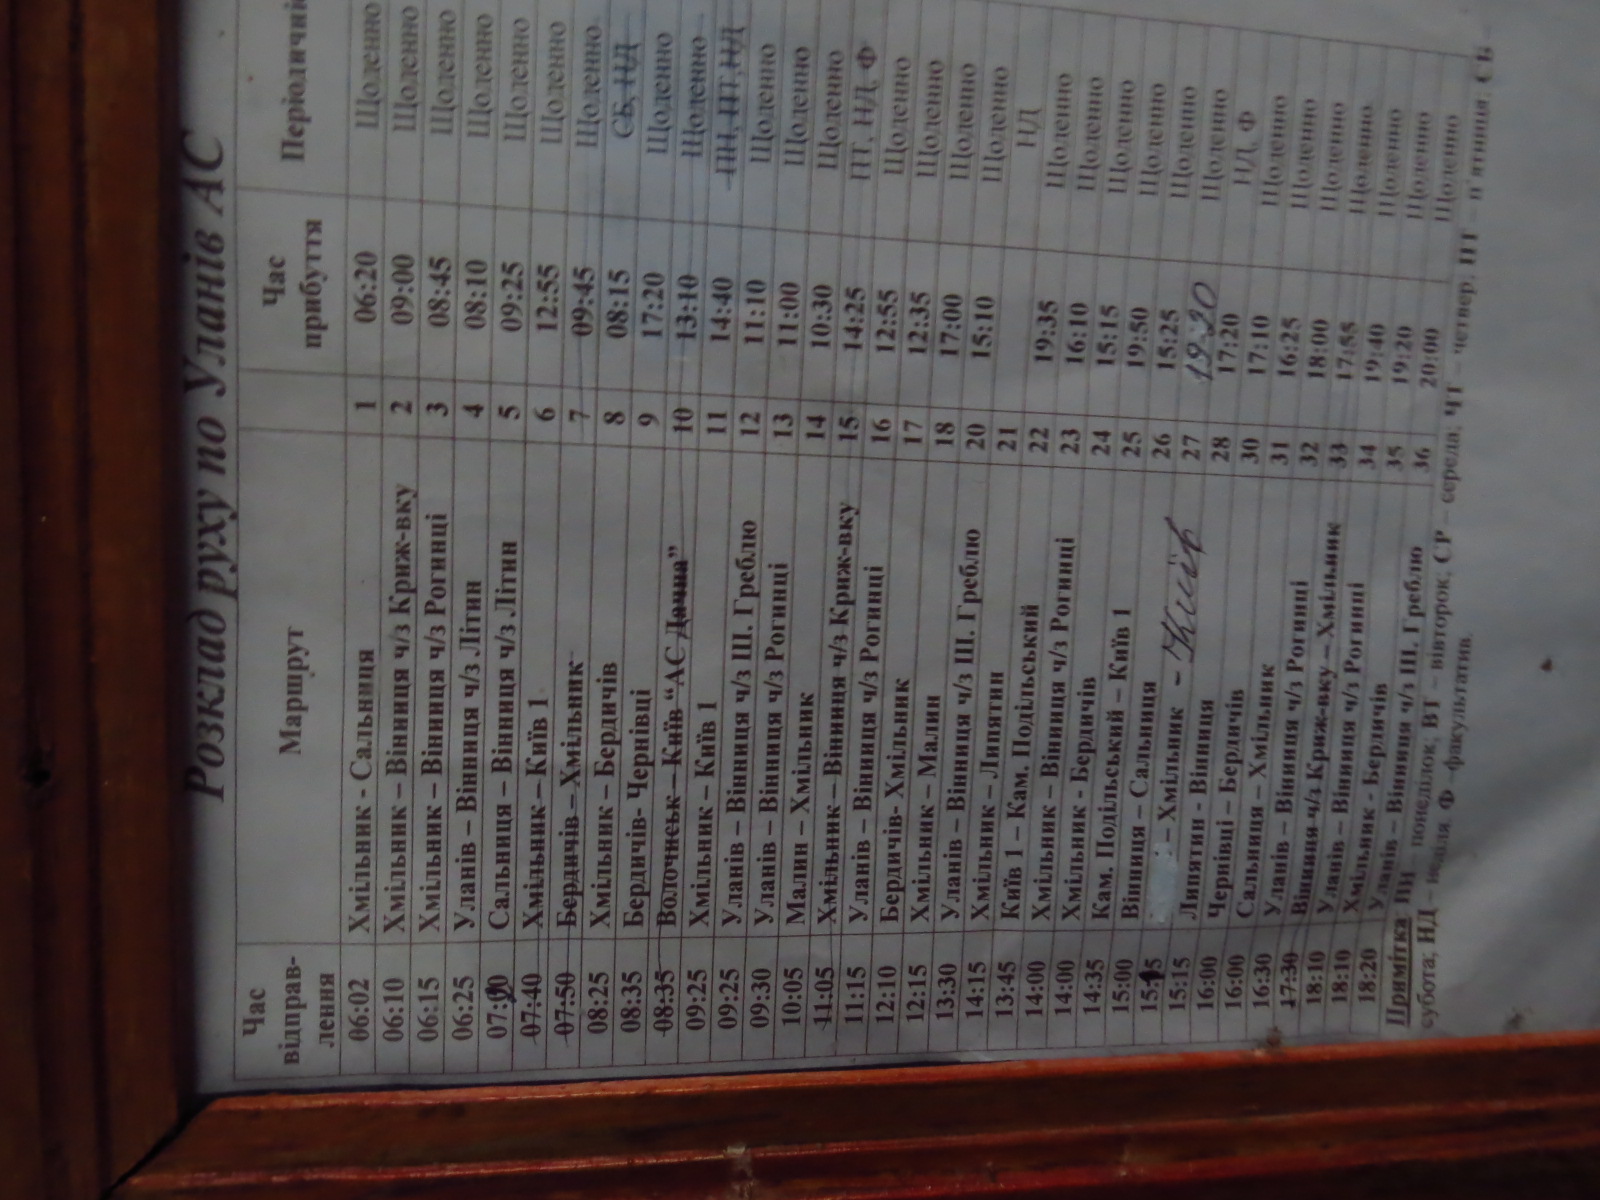 Розклад руху по Уланів АС
Час відправ-лення Маршрут Час прибуття
06:02 Хмільник - Сальниця 1 06:20 Щоденно
06:10 Хмільник – Вінниця ч/з Криж-вку 2 09:00 Щоденно
06:15 Хмільник – Вінниця ч/з Рогинці 3 08:45 Щоденно
06:25 Уланів – Вінниця ч/з Літин 4 08:10 Щоденно
Сальниця – Вінниця ч/з Літин 5 09:25 Щоденно
07:40 Хмільник – Київ 1 6 12:55 Щоденно
07:50 Бердичів – Хмільник 7 09:45 Щоденно
08:25 Хмільник – Бердичів 8 08:15 СБ, НД
08:35 Бердичів- Чернівці 9 17:20 Щоденно
08:35 Волочиськ – Київ “АС Дачна” 10 13:10 Щоденно
09:25 Хмільник – Київ 1 11 14:40 ПН, ПТ,НД
09:25 Уланів – Вінниця ч/з Ш. Греблю 12 11:10 Щоденно
09:30 Уланів – Вінниця ч/з Рогинці 13 11:00 Щоденно
10:05 Малин – Хмільник 14 10:30 Щоденно
11:05 Хмільник – Вінниця ч/з Криж-вку 15 14:25 ПТ, НД, Ф
11:15 Уланів – Вінниця ч/з Рогинці 16 12:55 Щоденно
12:10 Бердичів- Хмільник 17 12:35 Щоденно
12:15 Хмільник – Малин 18 17:00 Щоденно
13:30 Уланів – Вінниця ч/з Ш. Греблю 20 15:10 Щоденно
14:15 Хмільник – Липятин 21 НД
13:45 Київ 1 – Кам. Подільський 22 19:35 Щоденно
14:00 Хмільник – Вінниця ч/з Рогинці 23 16:10 Щоденно
14:00 Хмільник - Бердичів 24 15:15 Щоденно
14:35 Кам. Подільський – Київ 1 25 19:50 Щоденно
15:00 Вінниця – Сальниця 26 15:25 Щоденно
– Хмільник – Київ 27 19-20 Щоденно
15:15 Липятин - Вінниця 28 17:20 НД, Ф
16:00 Чернівці – Бердичів 30 17:10 Щоденно
16:00 Сальниця – Хмільник 31 16:25 Щоденно
16:30 Уланів – Вінниця ч/з Рогинці 32 18:00 Щоденно
17:30 Вінниця ч/з Криж-вку – Хмільник 33 17:55 Щоденно
18:10 Уланів – Вінниця ч/з Рогинці 34 19:40 Щоденно
18:10 Хмільник - Бердичів 35 19:20 Щоденно
18:20 Уланів – Вінниця ч/з Ш. Греблю 36 20:00 Щоденно
Примітка: ПН – понеділок; ВТ – вівторок; СР – середа; ЧТ – четвер; ПТ – п’ятниця; СБ –
субота; НД – неділя. Ф –факультатив.